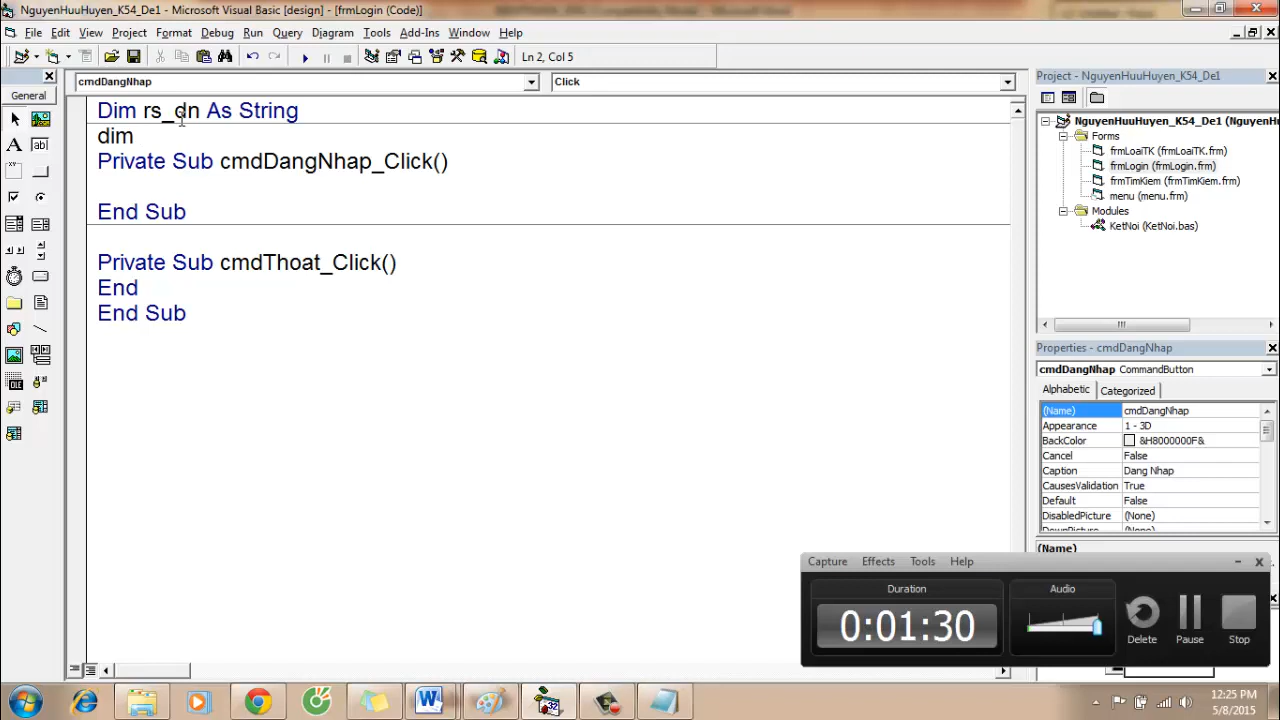 NguyenHuuHuyen_K54_De1 - Microsoft Visual Basic [design] - [frmLogin (Code)]
File Edit View Project Format Debug Run Query Diagram Tools Add-Ins Window Help
Ln 2, Col 5
General
cmdDangNhap
Click
Dim rs_dn As String
dim
Private Sub cmdDangNhap_Click()
End Sub
Private Sub cmdThoat_Click()
End
End Sub
Project - NguyenHuuHuyen_K54_De1
NguyenHuuHuyen_K54_De1 (NguyenHu
Forms
frmLoaiTK (frmLoaiTK.frm)
frmLogin (frmLogin.frm)
frmTimKiem (frmTimKiem.frm)
menu (menu.frm)
Modules
KetNoi (KetNoi.bas)
Properties - cmdDangNhap
cmdDangNhap CommandButton
Alphabetic Categorized
(Name) cmdDangNhap
Appearance 1 - 3D
BackColor &H8000000F&
Cancel False
Caption Dang Nhap
CausesValidation True
Default False
DisabledPicture (None)
DownPicture (None)
(Name)
Capture Effects Tools Help
Duration
0:01:30
Audio
Delete Pause Stop
12:25 PM
5/8/2015